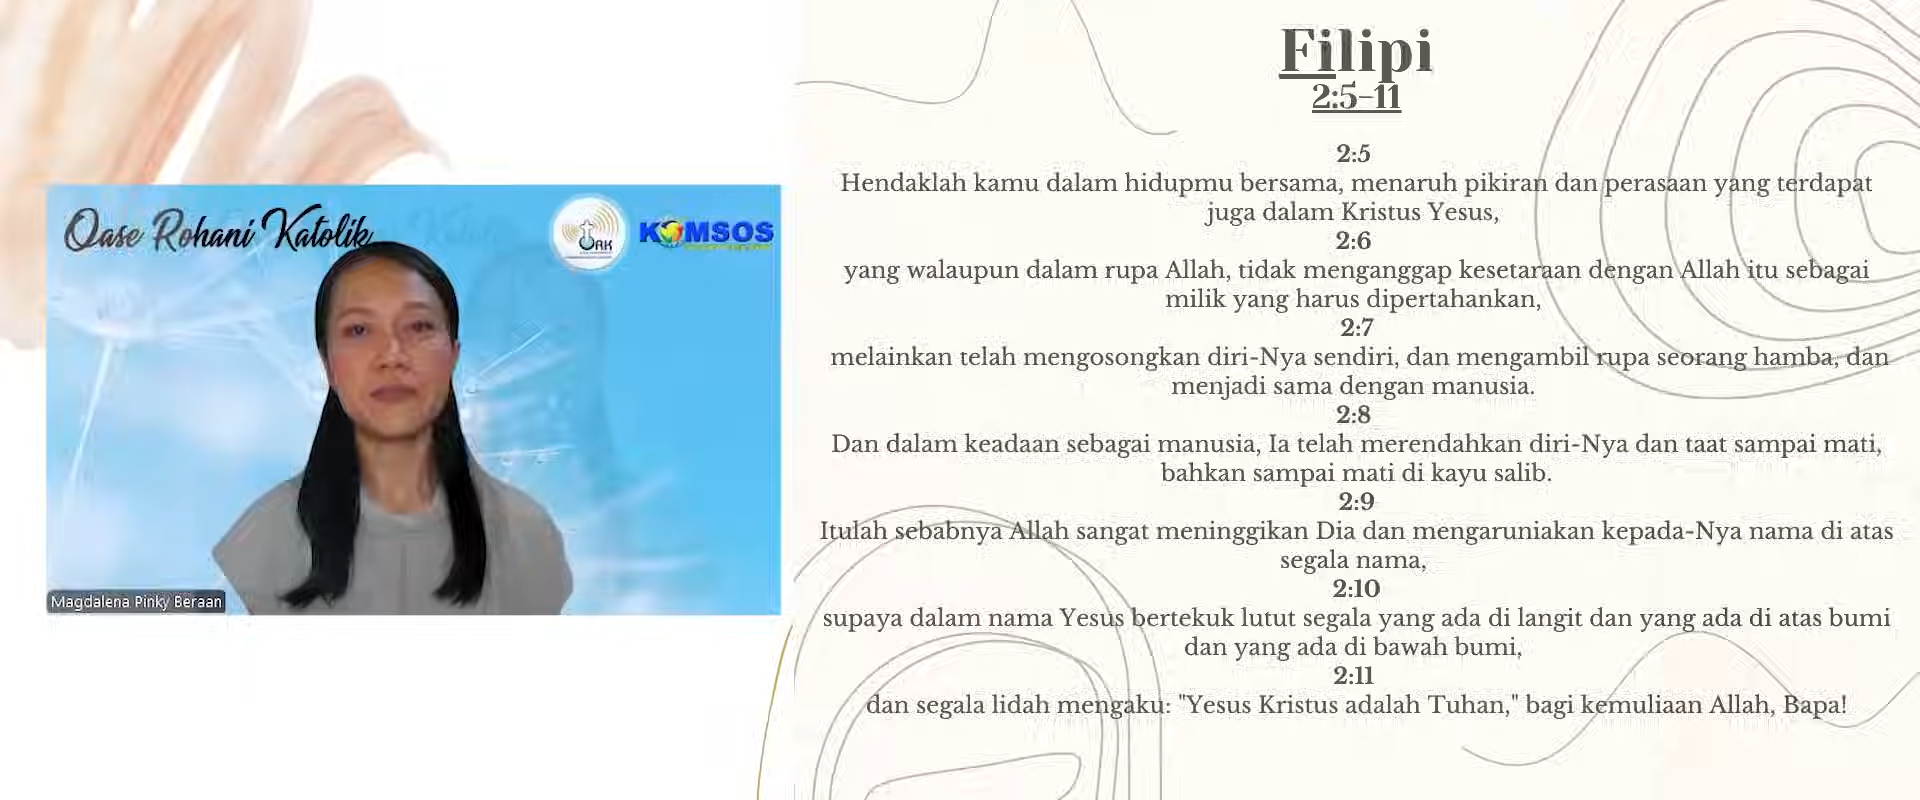 Oase Rohani Katolik
ORK
KOMSOS
Magdalena Pinky Beraan
Filipi
2:5-11
2:5
Hendaklah kamu dalam hidupmu bersama, menaruh pikiran dan perasaan yang terdapat
juga dalam Kristus Yesus,
2:6
yang walaupun dalam rupa Allah, tidak menganggap kesetaraan dengan Allah itu sebagai
milik yang harus dipertahankan,
2:7
melainkan telah mengosongkan diri-Nya sendiri, dan mengambil rupa seorang hamba, dan
menjadi sama dengan manusia.
2:8
Dan dalam keadaan sebagai manusia, Ia telah merendahkan diri-Nya dan taat sampai mati,
bahkan sampai mati di kayu salib.
2:9
Itulah sebabnya Allah sangat meninggikan Dia dan mengaruniakan kepada-Nya nama di atas
segala nama,
2:10
supaya dalam nama Yesus bertekuk lutut segala yang ada di langit dan yang ada di atas bumi
dan yang ada di bawah bumi,
2:11
dan segala lidah mengaku: "Yesus Kristus adalah Tuhan," bagi kemuliaan Allah, Bapa!